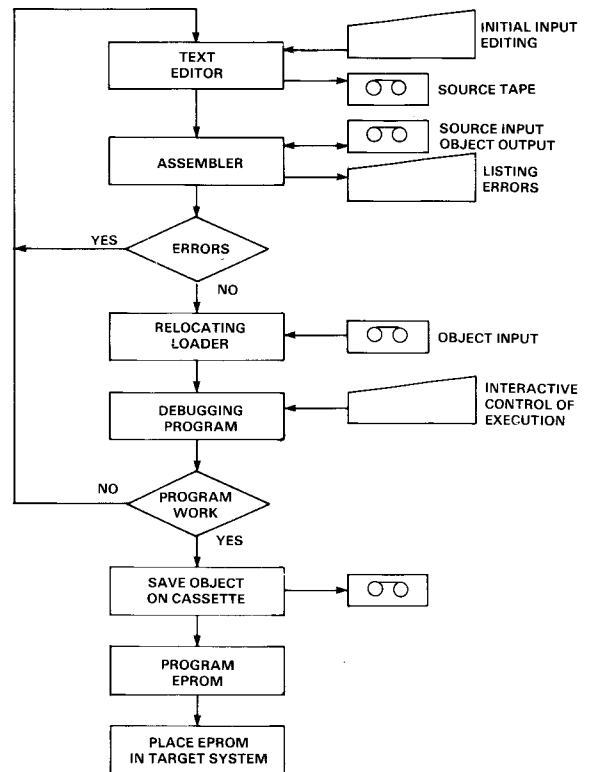 INITIAL INPUT
EDITING
TEXT
EDITOR
SOURCE TAPE
SOURCE INPUT
OBJECT OUTPUT
ASSEMBLER
LISTING
ERRORS
YES
ERRORS
NO
RELOCATING
LOADER
OBJECT INPUT
INTERACTIVE
CONTROL OF
EXECUTION
DEBUGGING
PROGRAM
NO
PROGRAM
WORK
YES
SAVE OBJECT
ON CASSETTE
PROGRAM
EPROM
PLACE EPROM
IN TARGET SYSTEM